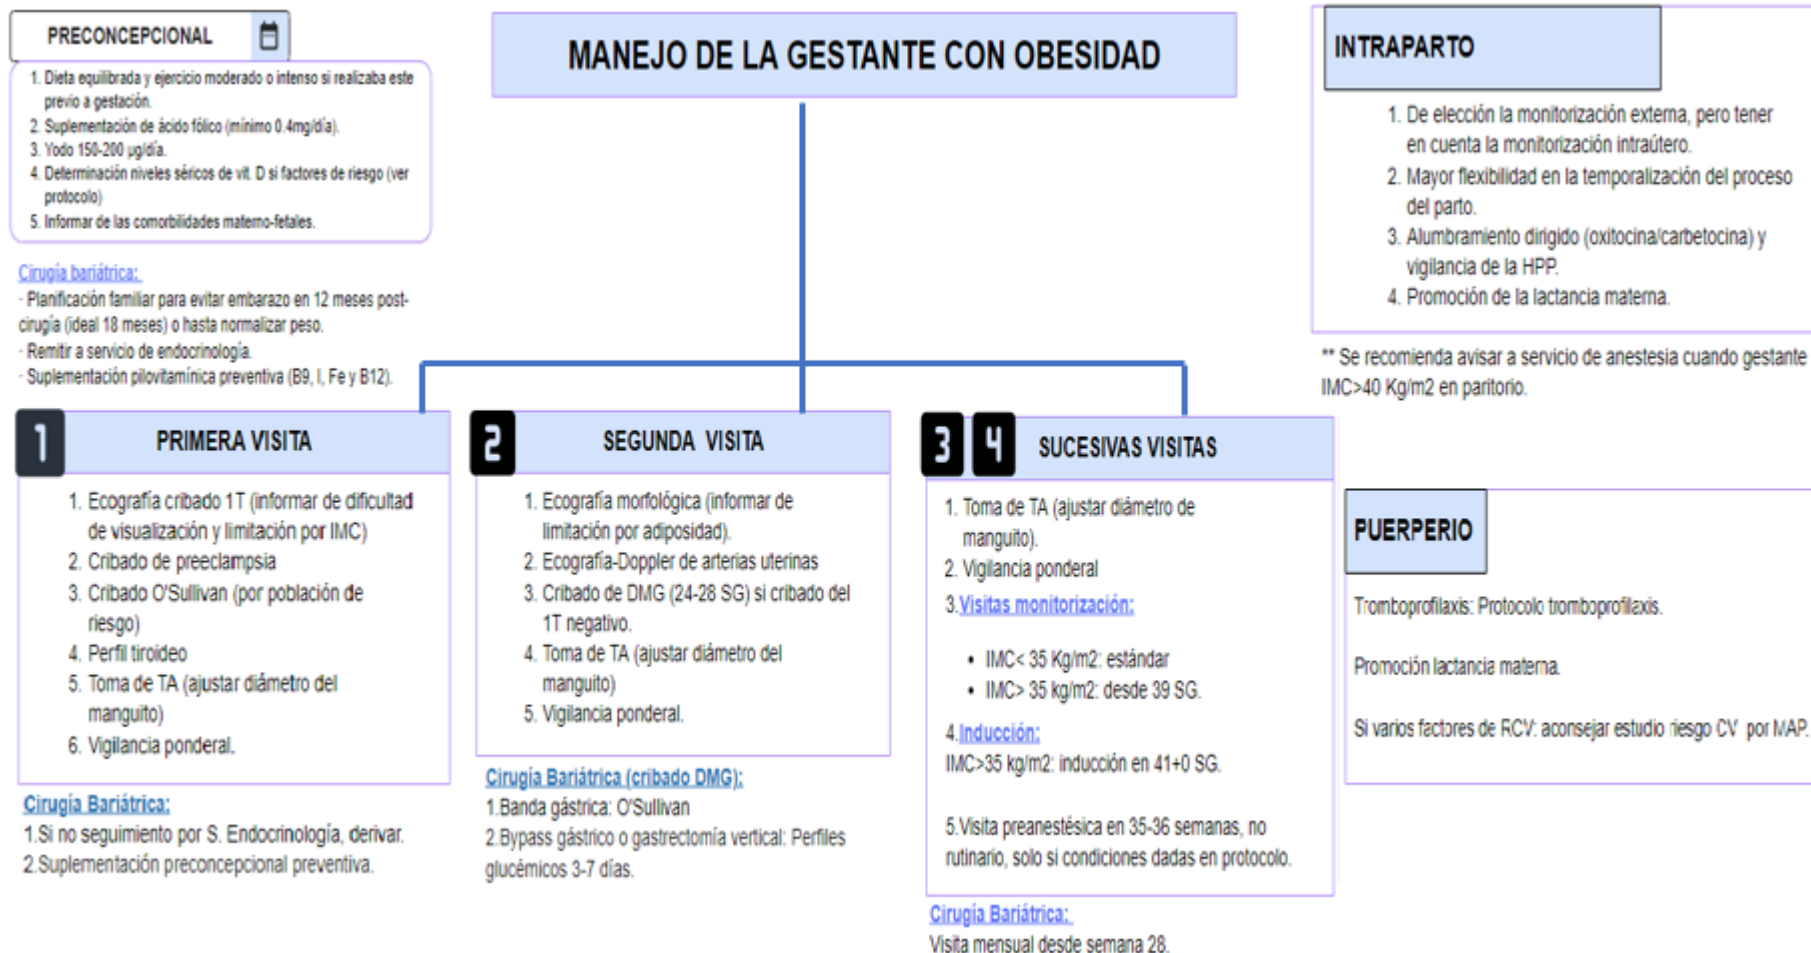 PRECONCEPCIONAL
1. Dieta equilibrada y ejercicio moderado o intenso si realizaba este
previo a gestación.
2. Suplementación de ácido fólico (mínimo 0.4mg/día).
3. Yodo 150-200 µg/día.
4. Determinación niveles séricos de vit. D si factores de riesgo (ver
protocolo)
5. Informar de las comorbilidades materno-fetales.
Cirugía bariátrica:
- Planificación familiar para evitar embarazo en 12 meses post-
cirugía (ideal 18 meses) o hasta normalizar peso.
- Remitir a servicio de endocrinología.
- Suplementación pilovitamínica preventiva (B9, I, Fe y B12).
MANEJO DE LA GESTANTE CON OBESIDAD
1 PRIMERA VISITA
1. Ecografía cribado 1T (informar de dificultad
de visualización y limitación por IMC)
2. Cribado de preeclampsia
3. Cribado O'Sullivan (por población de
riesgo)
4. Perfil tiroideo
5. Toma de TA (ajustar diámetro del
manguito)
6. Vigilancia ponderal.
Cirugía Bariátrica:
1.Si no seguimiento por S. Endocrinología, derivar.
2.Suplementación preconcepcional preventiva.
2 SEGUNDA VISITA
1. Ecografía morfológica (informar de
limitación por adiposidad).
2. Ecografía-Doppler de arterias uterinas
3. Cribado de DMG (24-28 SG) si cribado del
1T negativo.
4. Toma de TA (ajustar diámetro del
manguito)
5. Vigilancia ponderal.
Cirugía Bariátrica (cribado DMG):
1.Banda gástrica: O'Sullivan
2.Bypass gástrico o gastrectomía vertical: Perfiles
glucémicos 3-7 días.
3 4 SUCESIVAS VISITAS
1. Toma de TA (ajustar diámetro de
manguito).
2. Vigilancia ponderal
3.Visitas monitorización:
• IMC< 35 Kg/m2: estándar
• IMC> 35 kg/m2: desde 39 SG.
4.Inducción:
IMC>35 kg/m2: inducción en 41+0 SG.
5.Visita preanestésica en 35-36 semanas, no
rutinario, solo si condiciones dadas en protocolo.
Cirugía Bariátrica:
Visita mensual desde semana 28.
INTRAPARTO
1. De elección la monitorización externa, pero tener
en cuenta la monitorización intraútero.
2. Mayor flexibilidad en la temporalización del proceso
del parto.
3. Alumbramiento dirigido (oxitocina/carbetocina) y
vigilancia de la HPP.
4. Promoción de la lactancia materna.
** Se recomienda avisar a servicio de anestesia cuando gestante
IMC>40 Kg/m2 en paritorio.
PUERPERIO
Tromboprofilaxis: Protocolo tromboprofilaxis.
Promoción lactancia materna.
Si varios factores de RCV: aconsejar estudio riesgo CV por MAP.